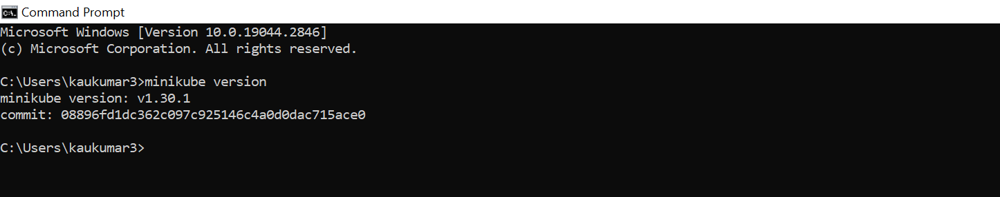 Command Prompt
Microsoft Windows [Version 10.0.19044.2846]
(c) Microsoft Corporation. All rights reserved.
C:\Users\kaukumar3>minikube version
minikube version: v1.30.1
commit: 08896fd1dc362c097c925146c4a0d0dac715ace0
C:\Users\kaukumar3>